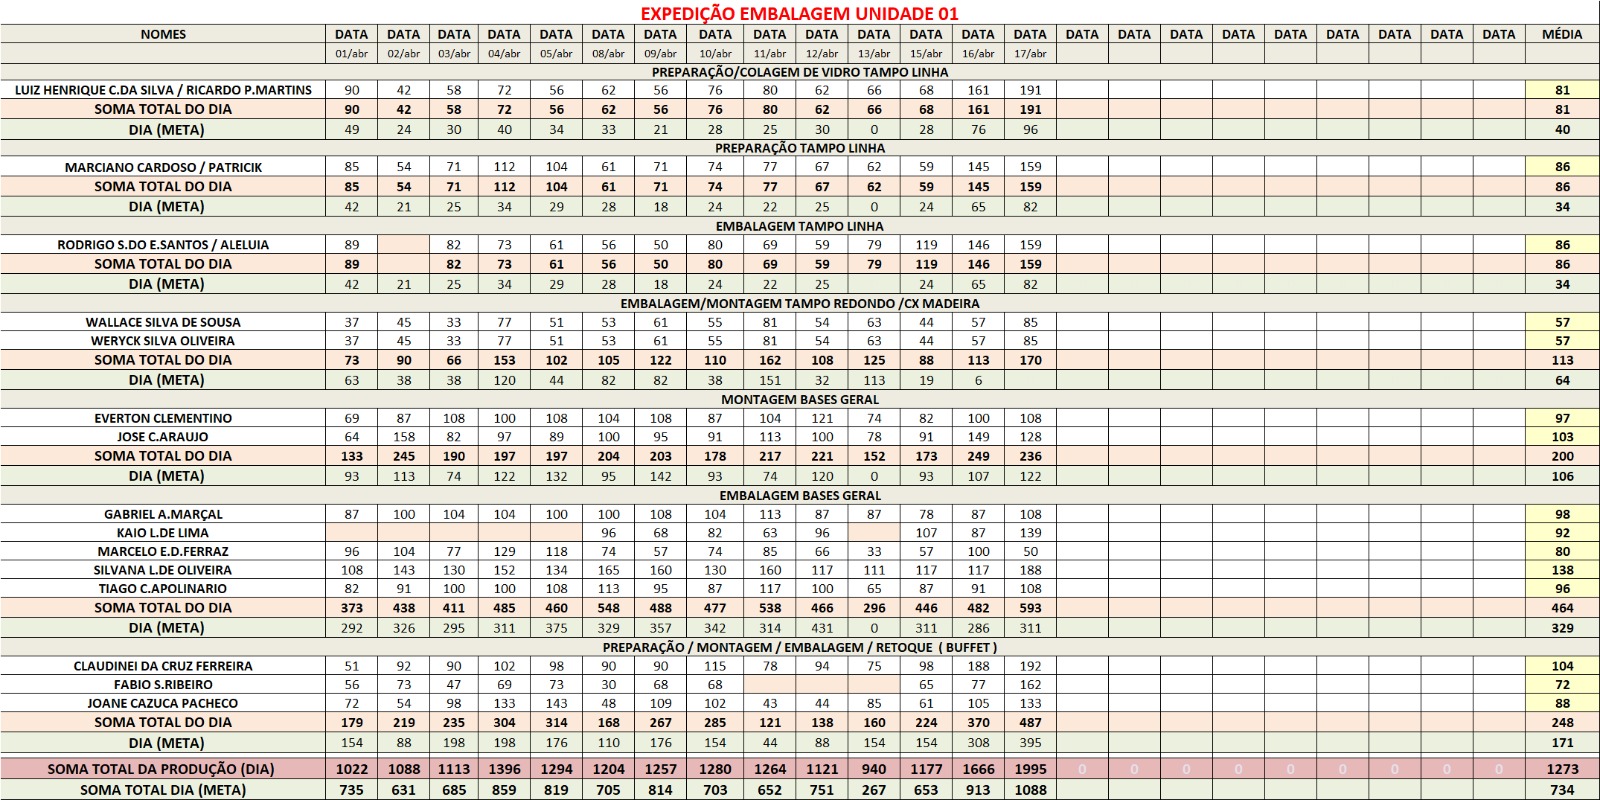 EXPEDIÇÃO EMBALAGEM UNIDADE 01
NOMES DATA DATA DATA DATA DATA DATA DATA DATA DATA DATA DATA DATA DATA DATA DATA DATA DATA DATA DATA DATA DATA DATA DATA MÉDIA
01/abr 02/abr 03/abr 04/abr 05/abr 08/abr 09/abr 10/abr 11/abr 12/abr 13/abr 15/abr 16/abr 17/abr
PREPARAÇÃO/COLAGEM DE VIDRO TAMPO LINHA
LUIZ HENRIQUE C.DA SILVA / RICARDO P.MARTINS 90 42 58 72 56 62 56 76 80 62 66 68 161 191 81
SOMA TOTAL DO DIA 90 42 58 72 56 62 56 76 80 62 66 68 161 191 81
DIA (META) 49 24 30 40 34 33 21 28 25 30 0 28 76 96 40
PREPARAÇÃO TAMPO LINHA
MARCIANO CARDOSO / PATRICIK 85 54 71 112 104 61 71 74 77 67 62 59 145 159 86
SOMA TOTAL DO DIA 85 54 71 112 104 61 71 74 77 67 62 59 145 159 86
DIA (META) 42 21 25 34 29 28 18 24 22 25 0 24 65 82 34
EMBALAGEM TAMPO LINHA
RODRIGO S.DO E.SANTOS / ALELUIA 89 82 73 61 56 50 80 69 59 79 119 146 159 86
SOMA TOTAL DO DIA 89 82 73 61 56 50 80 69 59 79 119 146 159 86
DIA (META) 42 21 25 34 29 28 18 24 22 25 24 65 82 34
EMBALAGEM/MONTAGEM TAMPO REDONDO /CX MADEIRA
WALLACE SILVA DE SOUSA 37 45 33 77 51 53 61 55 81 54 63 44 57 85 57
WERYCK SILVA OLIVEIRA 37 45 33 77 51 53 61 55 81 54 63 44 57 85 57
SOMA TOTAL DO DIA 73 90 66 153 102 105 122 110 162 108 125 88 113 170 113
DIA (META) 63 38 38 120 44 82 82 38 151 32 113 19 6 64
MONTAGEM BASES GERAL
EVERTON CLEMENTINO 69 87 108 100 108 104 108 87 104 121 74 82 100 108 97
JOSE C.ARAUJO 64 158 82 97 89 100 95 91 113 100 78 91 149 128 103
SOMA TOTAL DO DIA 133 245 190 197 197 204 203 178 217 221 152 173 249 236 200
DIA (META) 93 113 74 122 132 95 142 93 74 120 0 93 107 122 106
EMBALAGEM BASES GERAL
GABRIEL A.MARÇAL 87 100 104 104 100 100 108 104 113 87 87 78 87 108 98
KAIO L.DE LIMA 96 68 82 63 96 107 87 139 92
MARCELO E.D.FERRAZ 96 104 77 129 118 74 57 74 85 66 33 57 100 50 80
SILVANA L.DE OLIVEIRA 108 143 130 152 134 165 160 130 160 117 111 117 117 188 138
TIAGO C.APOLINARIO 82 91 100 100 108 113 95 87 117 100 65 87 91 108 96
SOMA TOTAL DO DIA 373 438 411 485 460 548 488 477 538 466 296 446 482 593 464
DIA (META) 292 326 295 311 375 329 357 342 314 431 0 311 286 311 329
PREPARAÇÃO / MONTAGEM / EMBALAGEM / RETOQUE ( BUFFET )
CLAUDINEI DA CRUZ FERREIRA 51 92 90 102 98 90 90 115 78 94 75 98 188 192 104
FABIO S.RIBEIRO 56 73 47 69 73 30 68 68 65 77 162 72
JOANE CAZUCA PACHECO 72 54 98 133 143 48 109 102 43 44 85 61 105 133 88
SOMA TOTAL DO DIA 179 219 235 304 314 168 267 285 121 138 160 224 370 487 248
DIA (META) 154 88 198 198 176 110 176 154 44 88 154 154 308 395 171
SOMA TOTAL DA PRODUÇÃO (DIA) 1022 1088 1113 1396 1294 1204 1257 1280 1264 1121 940 1177 1666 1995 0 0 0 0 0 0 0 0 0 1273
SOMA TOTAL DIA (META) 735 631 685 859 819 705 814 703 652 751 267 653 913 1088 734